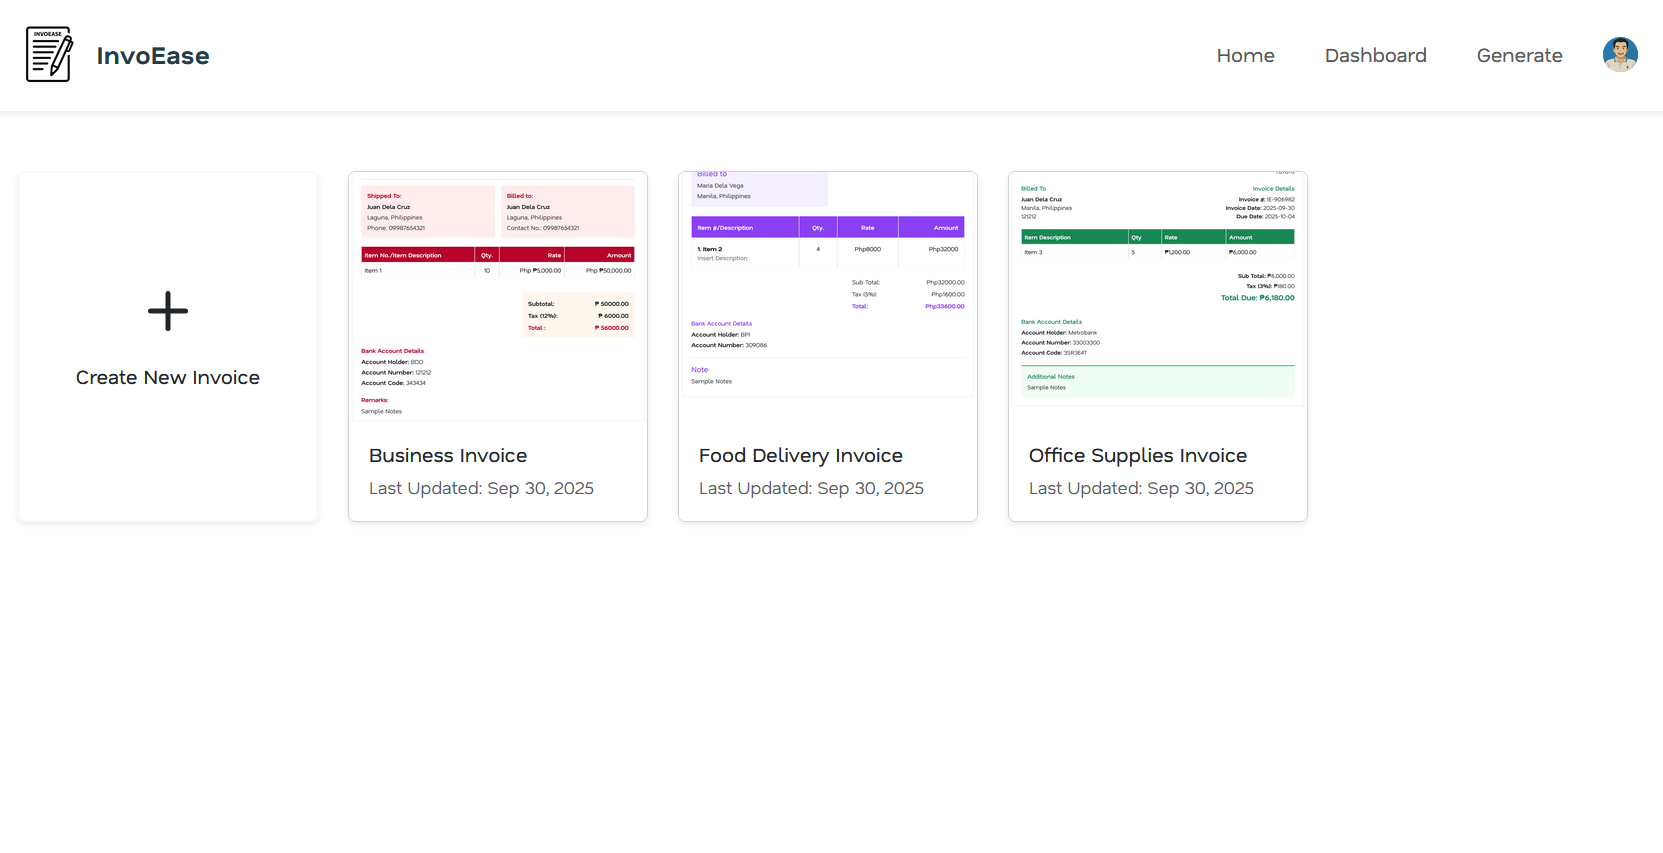 INVOEASE
InvoEase
Home
Dashboard
Generate
Create New Invoice
Shipped To:
Juan Dela Cruz
Laguna, Philippines
Phone: 09987654321
Billed to:
Juan Dela Cruz
Laguna, Philippines
Contact No.: 09987654321
Item No./Item Description Qty. Rate Amount
Item 1 10 Php ₱5,000.00 Php ₱50,000.00
Subtotal: ₱ 50000.00
Tax (12%): ₱ 6000.00
Total : ₱ 56000.00
Bank Account Details
Account Holder: BDO
Account Number: 121212
Account Code: 343434
Remarks:
Sample Notes
Business Invoice
Last Updated: Sep 30, 2025
Billed to
Maria Dela Vega
Manila, Philippines
Item #/Description Qty. Rate Amount
1. Item 2 4 Php8000 Php32000
Insert Description
Sub Total: Php32000.00
Tax (5%): Php1600.00
Total: Php33600.00
Bank Account Details
Account Holder: BPI
Account Number: 309086
Note
Sample Notes
Food Delivery Invoice
Last Updated: Sep 30, 2025
Billed To
Juan Dela Cruz
Manila, Philippines
121212
Invoice Details
Invoice #: IE-906982
Invoice Date: 2025-09-30
Due Date: 2025-10-04
Item Description Qty Rate Amount
Item 3 5 ₱1,200.00 ₱6,000.00
Sub Total: ₱6,000.00
Tax (3%): ₱180.00
Total Due: ₱6,180.00
Bank Account Details
Account Holder: Metrobank
Account Number: 33003300
Account Code: 3SR3E4T
Additional Notes
Sample Notes
Office Supplies Invoice
Last Updated: Sep 30, 2025